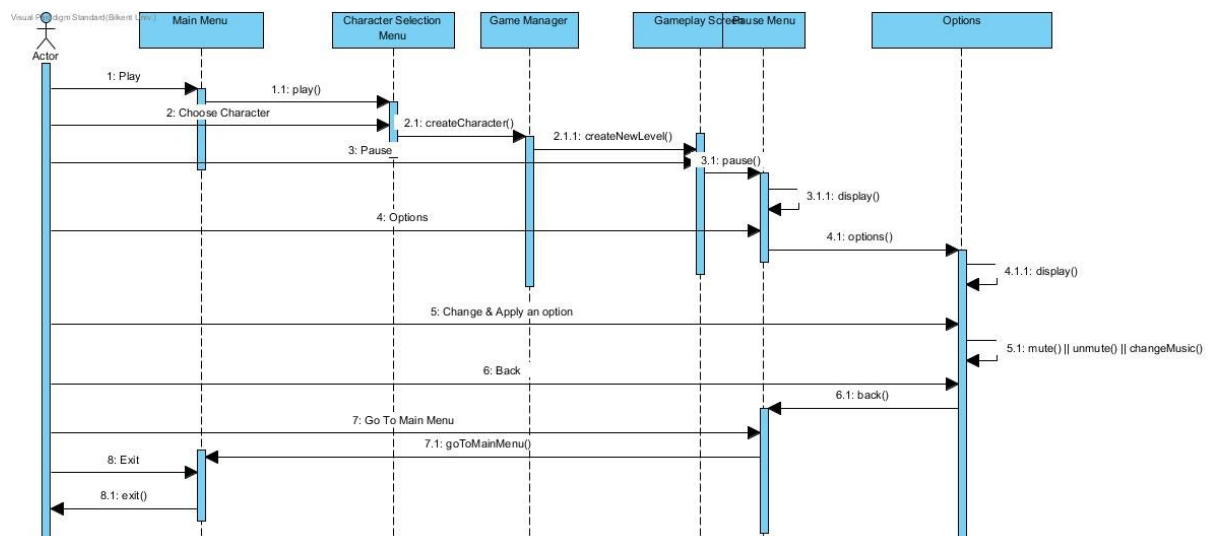 Visual Paradigm Standard(Bilkent Univ.)
Actor
Main Menu
Character Selection
Menu
Game Manager
Gameplay Screen
Pause Menu
Options
1: Play
1.1: play()
2: Choose Character
2.1: createCharacter()
2.1.1: createNewLevel()
3: Pause
3.1: pause()
3.1.1: display()
4: Options
4.1: options()
4.1.1: display()
5: Change & Apply an option
5.1: mute() || unmute() || changeMusic()
6: Back
6.1: back()
7: Go To Main Menu
7.1: goToMainMenu()
8: Exit
8.1: exit()